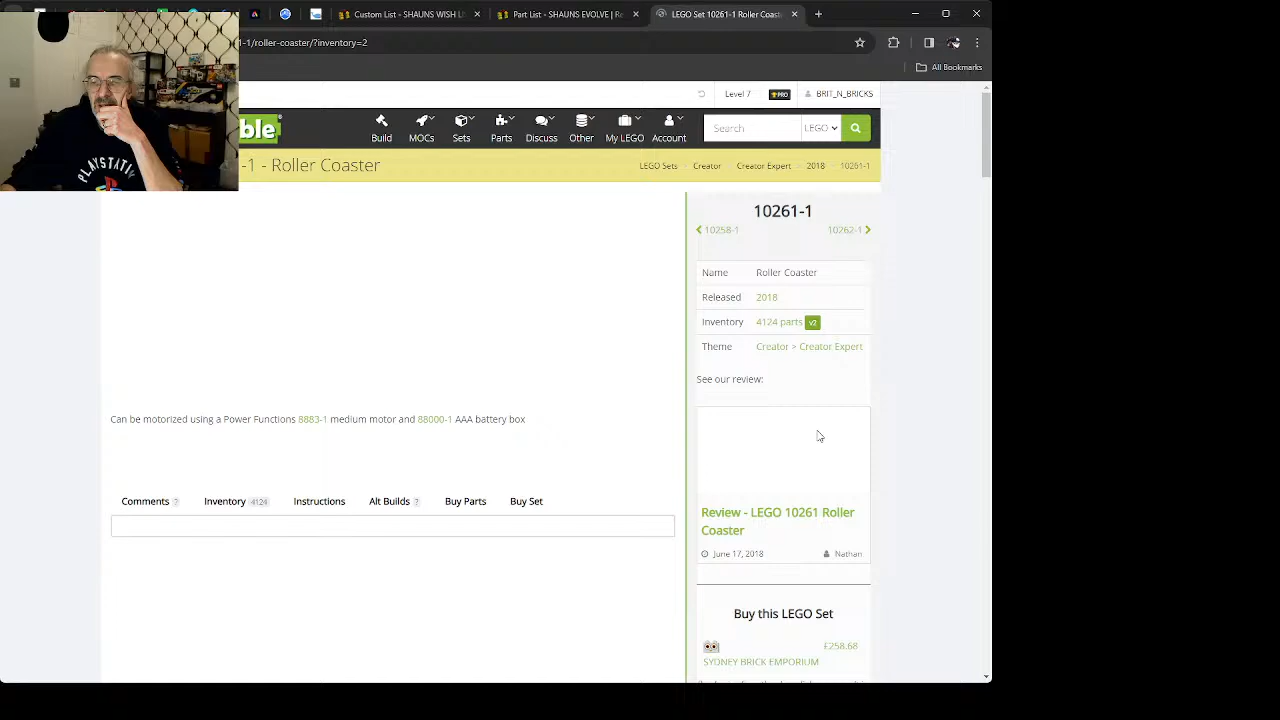 Custom List - SHAUNS WISH L
Part List - SHAUNS EVOLVE | Re
LEGO Set 10261-1 Roller Coast
-1/roller-coaster/?inventory=2
All Bookmarks
Level 7
PRO
BRIT_N_BRICKS
ble
Build
MOCs
Sets
Parts
Discuss
Other
My LEGO
Account
Search
LEGO
-1 - Roller Coaster
LEGO Sets
Creator
Creator Expert
2018
10261-1
PLAYSTATI
10261-1
10258-1
10262-1
Name Roller Coaster
Released 2018
Inventory 4124 parts v2
Theme Creator > Creator Expert
See our review:
Can be motorized using a Power Functions 8883-1 medium motor and 88000-1 AAA battery box
Comments ?
Inventory 4124
Instructions
Alt Builds ?
Buy Parts
Buy Set
Review - LEGO 10261 Roller
Coaster
June 17, 2018
Nathan
Buy this LEGO Set
£258.68
SYDNEY BRICK EMPORIUM